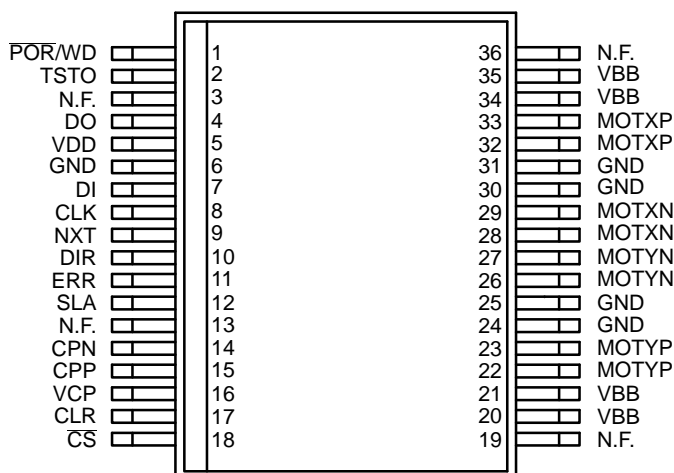 POR/WD 1 36 N.F.
TSTO 2 35 VBB
N.F. 3 34 VBB
DO 4 33 MOTXP
VDD 5 32 MOTXP
GND 6 31 GND
DI 7 30 GND
CLK 8 29 MOTXN
NXT 9 28 MOTXN
DIR 10 27 MOTYN
ERR 11 26 MOTYN
SLA 12 25 GND
N.F. 13 24 GND
CPN 14 23 MOTYP
CPP 15 22 MOTYP
VCP 16 21 VBB
CLR 17 20 VBB
CS 18 19 N.F.